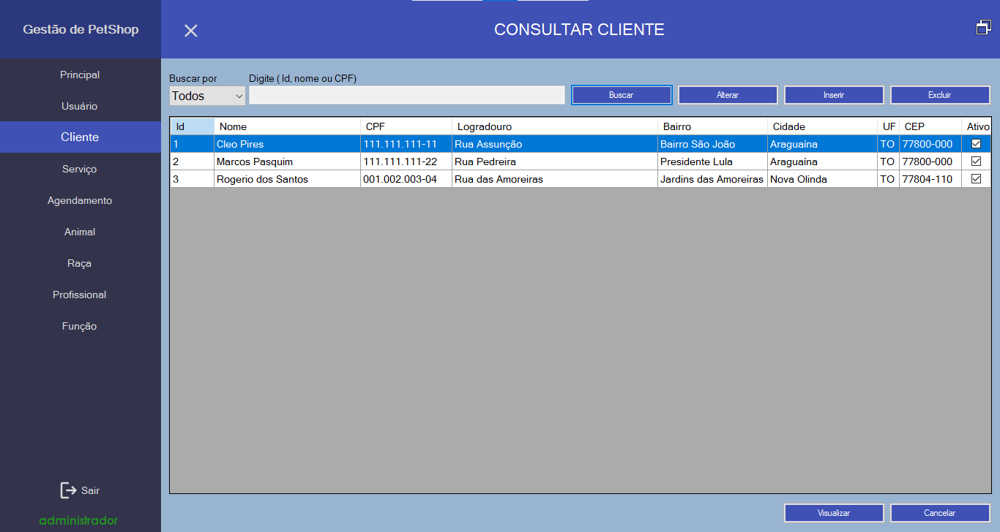 Gestão de PetShop
CONSULTAR CLIENTE
Principal
Usuário
Cliente
Serviço
Agendamento
Animal
Raça
Profissional
Função
Sair
administrador
Buscar por Digite ( Id, nome ou CPF)
Todos Buscar Alterar Inserir Excluir
Id Nome CPF Logradouro Bairro Cidade UF CEP Ativo
1 Cleo Pires 111.111.111-11 Rua Assunção Bairro São João Araguaína TO 77800-000
2 Marcos Pasquim 111.111.111-22 Rua Pedreira Presidente Lula Araguaína TO 77800-000
3 Rogerio dos Santos 001.002.003-04 Rua das Amoreiras Jardins das Amoreiras Nova Olinda TO 77804-110
Visualizar Cancelar